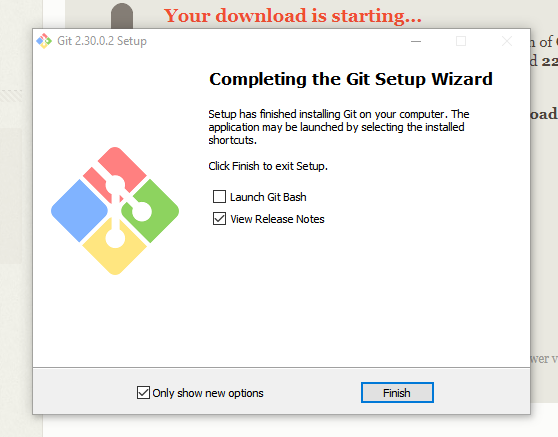 Your download is starting...
Git 2.30.0.2 Setup
n of
d 22
Completing the Git Setup Wizard
Setup has finished installing Git on your computer. The
application may be launched by selecting the installed
shortcuts.
oad
Click Finish to exit Setup.
Launch Git Bash
View Release Notes
wer v
Only show new options
Finish